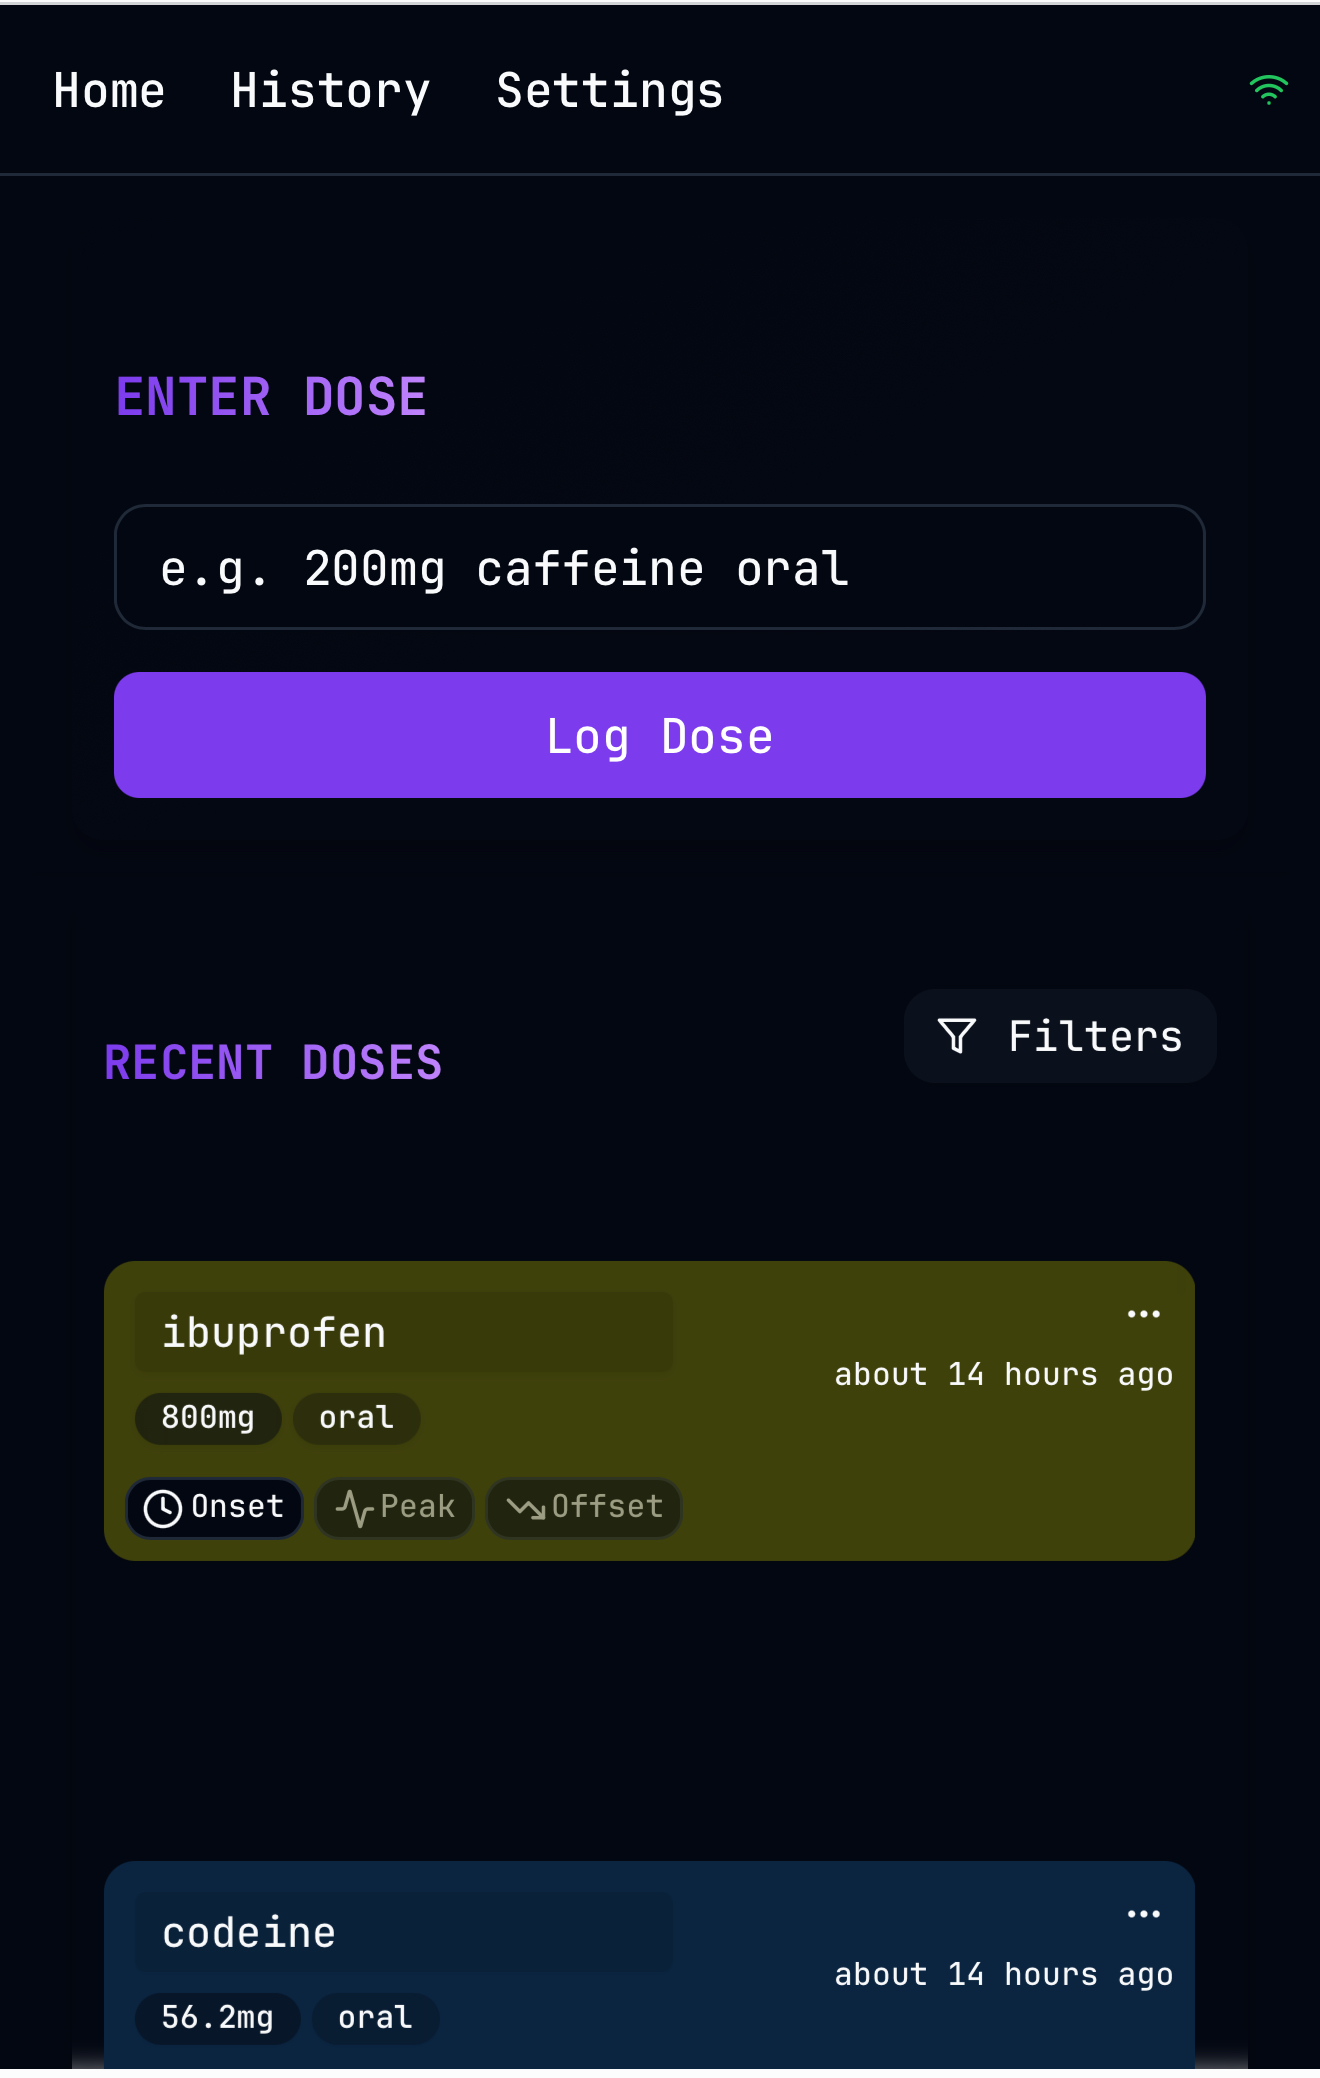 Home History Settings
ENTER DOSE
e.g. 200mg caffeine oral
Log Dose
Filters
RECENT DOSES
ibuprofen
about 14 hours ago
800mg oral
Onset Peak Offset
codeine
about 14 hours ago
56.2mg oral